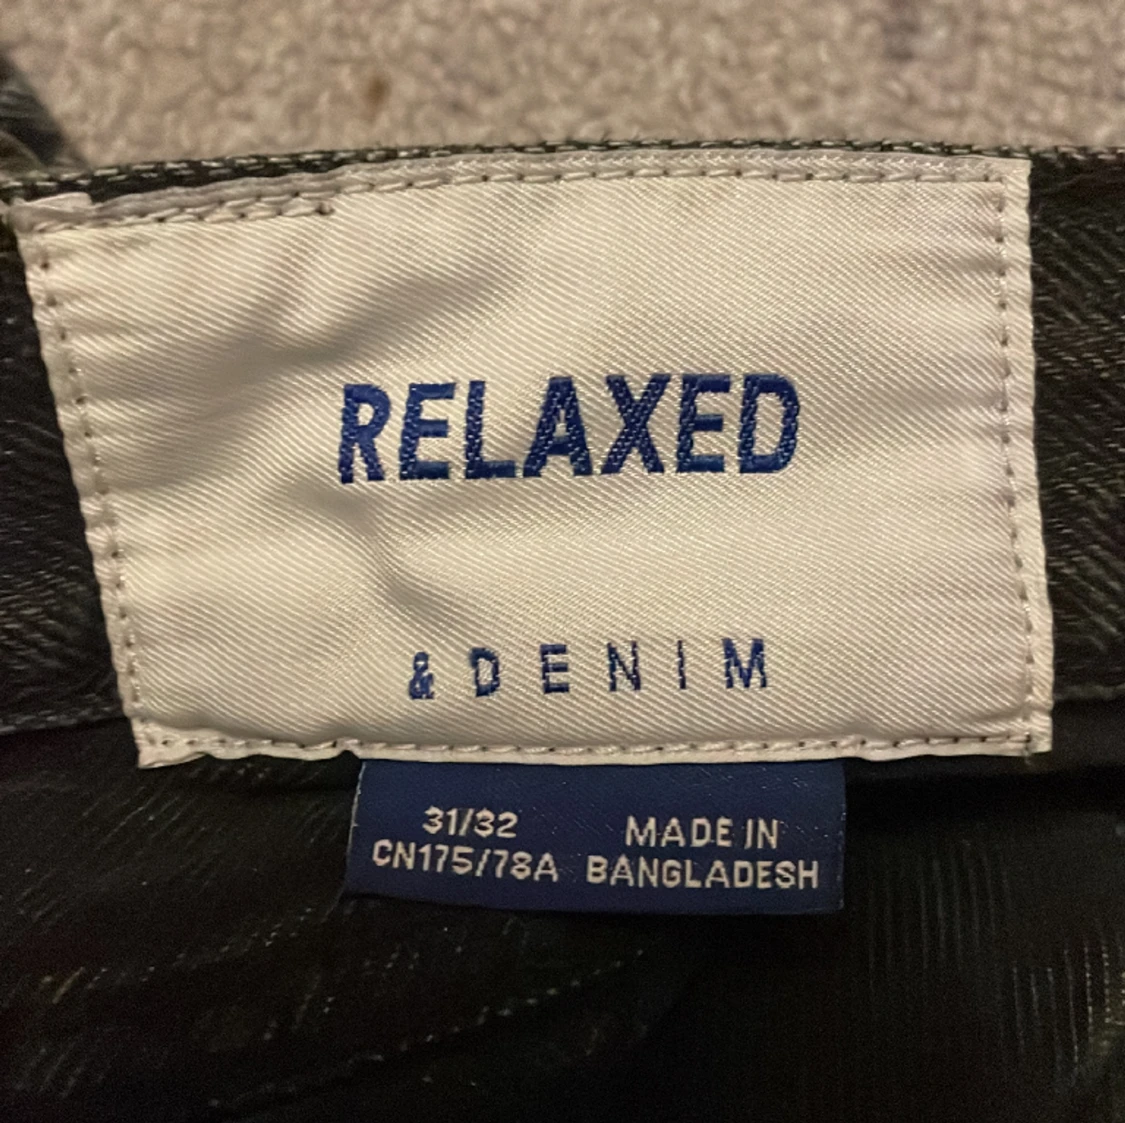 RELAXED
& DENIM
31/32
CN175/78A
MADE IN
BANGLADESH